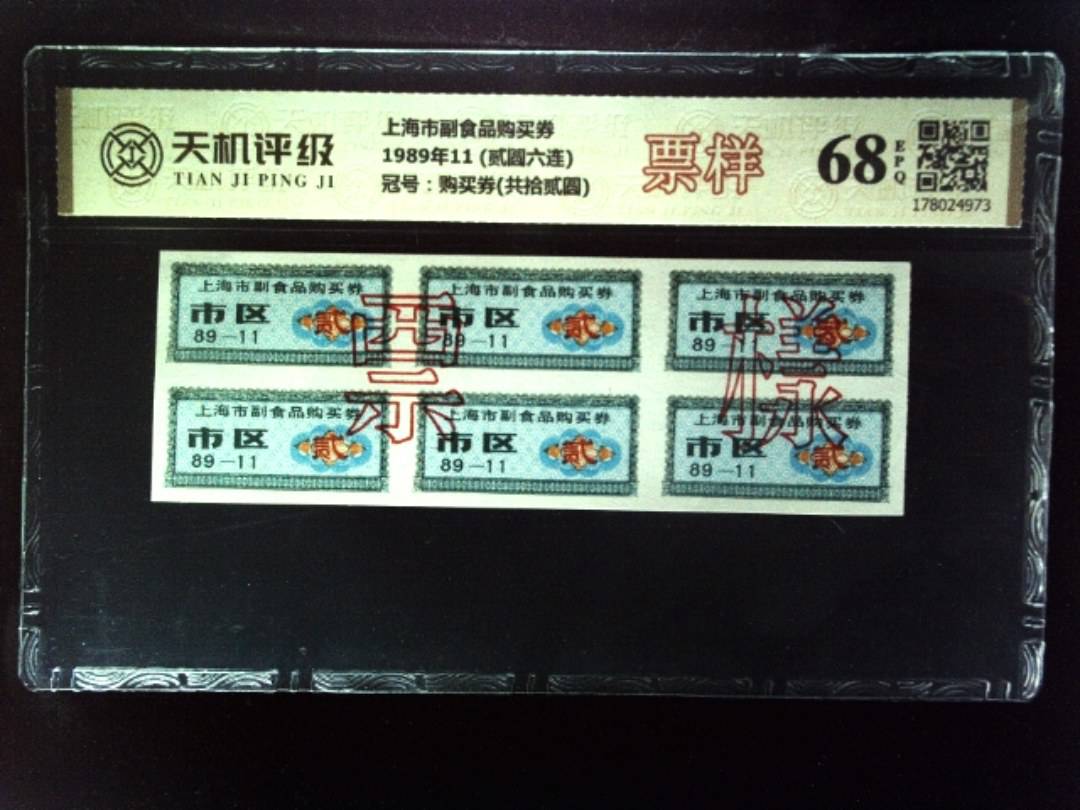 天机评级
TIAN JI PING JI
上海市副食品购买券
1989年11 (贰圆六连)
冠号：购买券(共拾贰圆)
票样
68
EPQ
178024973
上海市副食品购买券
市区
89－11
贰
上海市副食品购买券
市区
89－11
贰
上海市副食品购买券
市区
89－
贰
上海市副食品购买券
市区
89－11
贰
上海市副食品购买券
市区
89－11
贰
上海市副食品购买券
市区
89－11
贰
票样